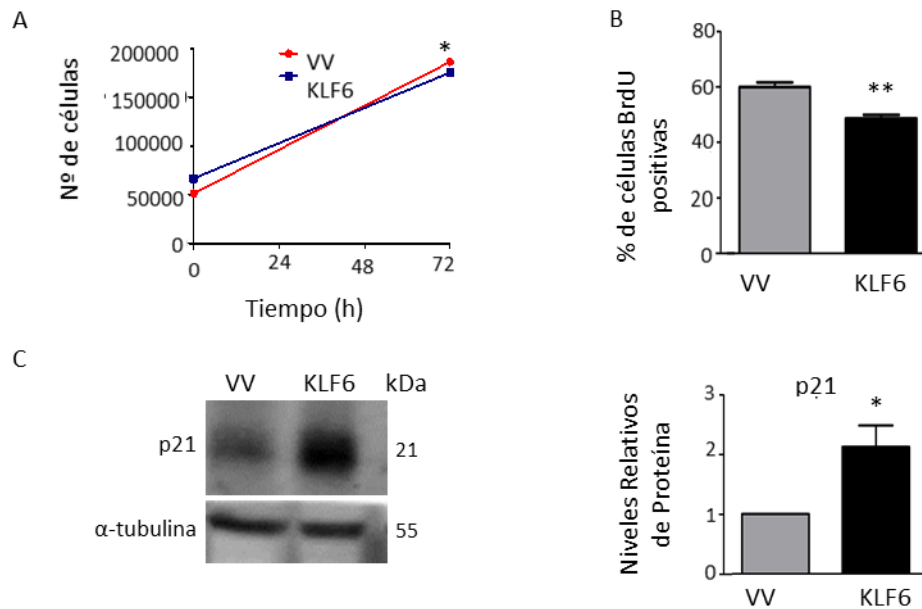 A
Nº de células
200000
150000
100000
50000
0
*
VV
KLF6
0 24 48 72
Tiempo (h)
B
% de células BrdU
positivas
80
60
40
20
0
**
VV KLF6
C
VV KLF6 kDa
p21 21
α-tubulina 55
p21
Niveles Relativos
de Proteína
3
2
1
0
*
VV KLF6